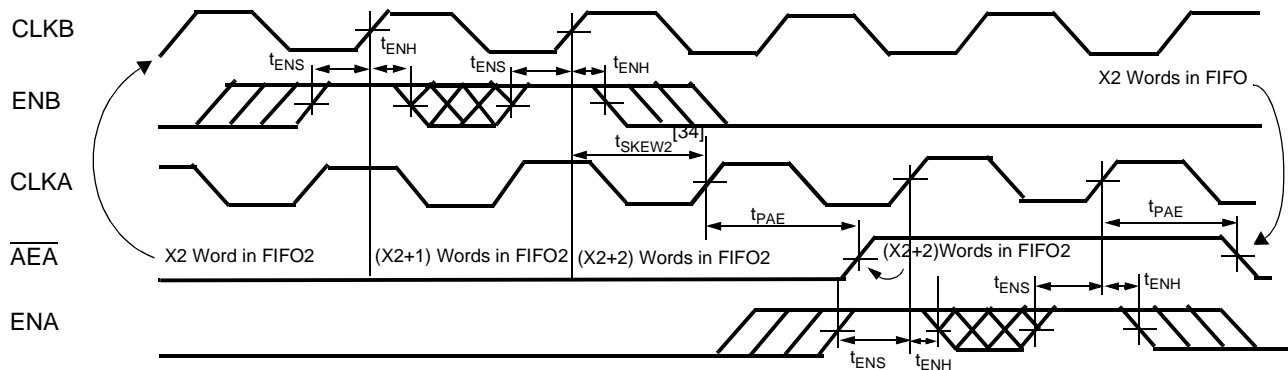 CLKB
tENS
tENH
tENS
tENH
X2 Words in FIFO
ENB
tSKEW2[34]
CLKA
tPAE
tPAE
AEA
X2 Word in FIFO2
(X2+1) Words in FIFO2
(X2+2) Words in FIFO2
(X2+2)Words in FIFO2
tENS
tENH
ENA
tENS
tENH